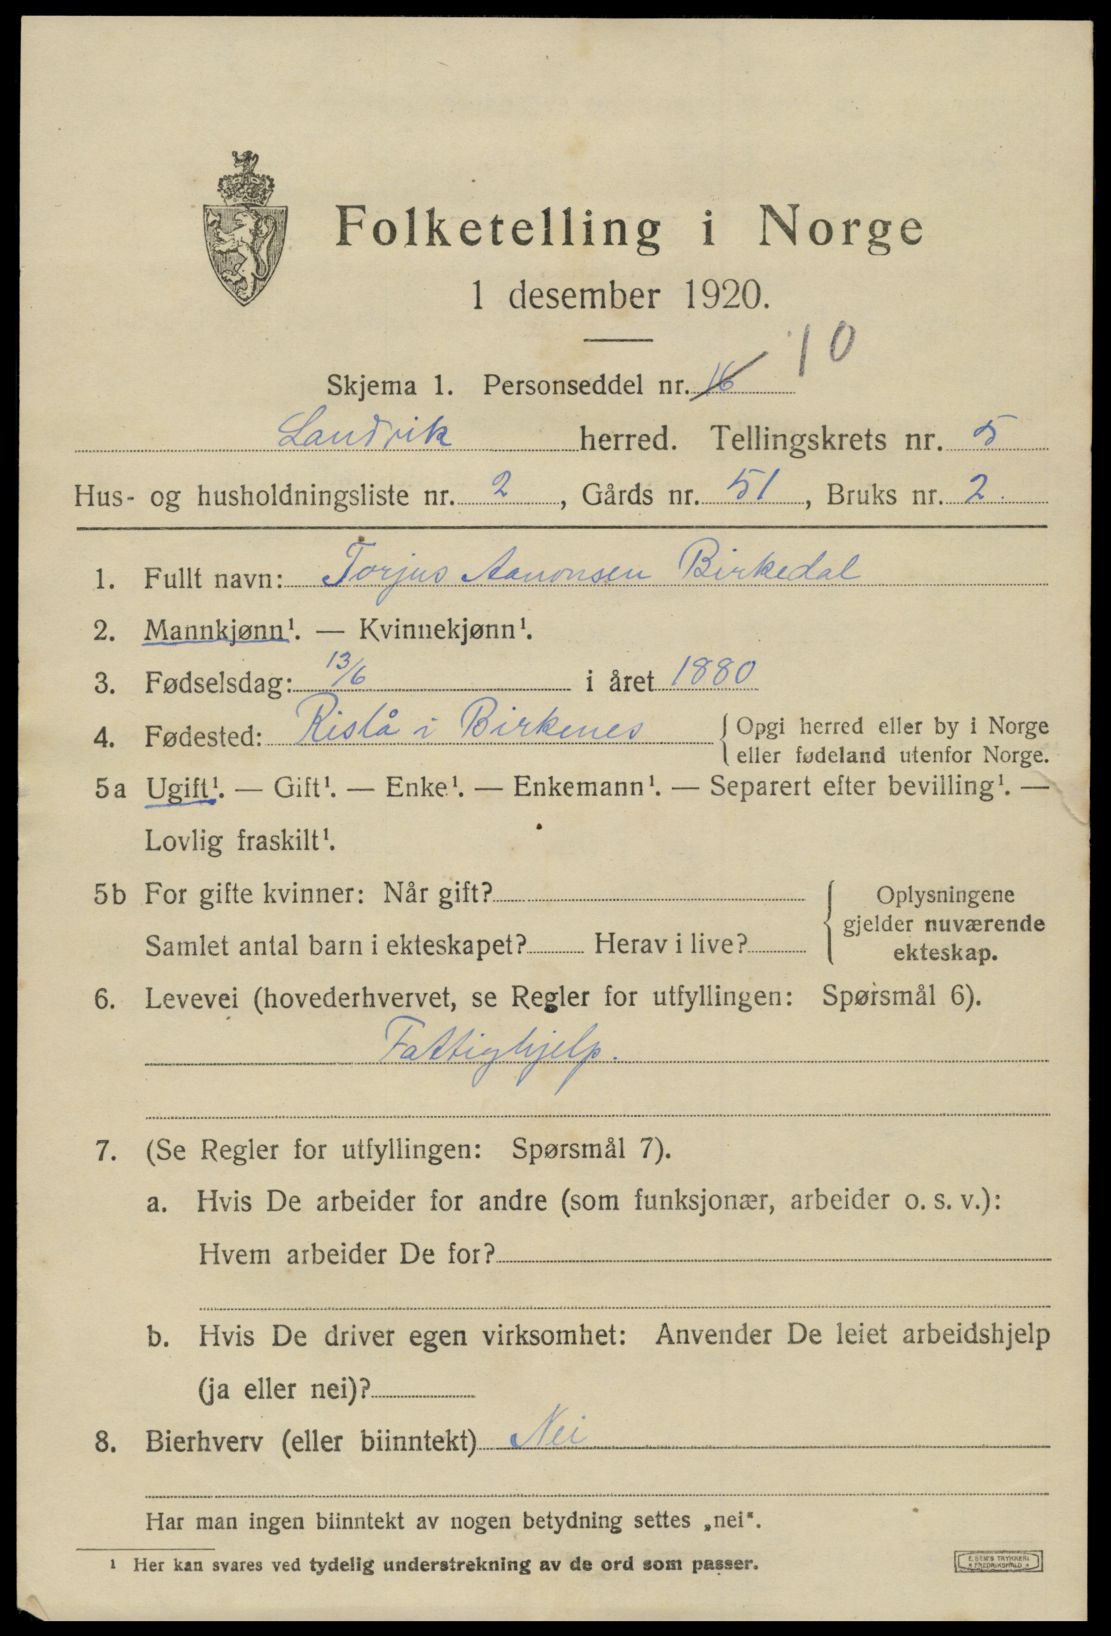 Folketelling i Norge
1 desember 1920.
Skjema 1. Personseddel nr. 16 10
Landvik herred. Tellingskrets nr. 5
Hus- og husholdningsliste nr. 2, Gårds nr. 51, Bruks nr. 2.
1. Fullt navn: Torjus Aanonsen Birkedal
2. Mannkjønn¹. — Kvinnekjønn¹.
3. Fødselsdag: 13/6 i året 1880
4. Fødested: Rislå i Birkenes { Opgi herred eller by i Norge
eller fødeland utenfor Norge.
5a Ugift¹. — Gift¹. — Enke¹. — Enkemann¹. — Separert efter bevilling¹. —
Lovlig fraskilt¹.
5b For gifte kvinner: Når gift?
Samlet antal barn i ekteskapet? Herav i live?
{ Oplysningene
gjelder nuværende
ekteskap.
6. Levevei (hovederhvervet, se Regler for utfyllingen: Spørsmål 6).
Fattighjelp.
7. (Se Regler for utfyllingen: Spørsmål 7).
a. Hvis De arbeider for andre (som funksjonær, arbeider o. s. v.):
Hvem arbeider De for?
b. Hvis De driver egen virksomhet: Anvender De leiet arbeidshjelp
(ja eller nei)?
8. Bierhverv (eller biinntekt) Nei
Har man ingen biinntekt av nogen betydning settes „nei".
¹ Her kan svares ved tydelig understrekning av de ord som passer.
E. SEM'S TRYKKERI
FREDRIKSHALD